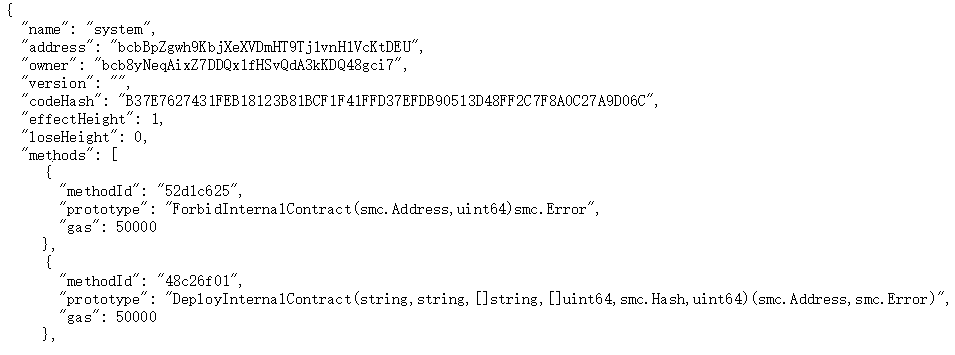 {
"name": "system",
"address": "bcbBpZgwh9KbjXeXVDmHT9Tj1vnH1VcKtDEU",
"owner": "bcb8yNeqAixZ7DDQx1fHSvQdA3kKDQ48gci7",
"version": "",
"codeHash": "B37E7627431FEB18123B81BCF1F41FFD37EFDB90513D48FF2C7F8A0C27A9D06C",
"effectHeight": 1,
"loseHeight": 0,
"methods": [
{
"methodId": "52d1c625",
"prototype": "ForbidInternalContract(smc.Address,uint64)smc.Error",
"gas": 50000
},
{
"methodId": "48c26f01",
"prototype": "DeployInternalContract(string,string,[]string,[]uint64,smc.Hash,uint64)(smc.Address,smc.Error)",
"gas": 50000
},